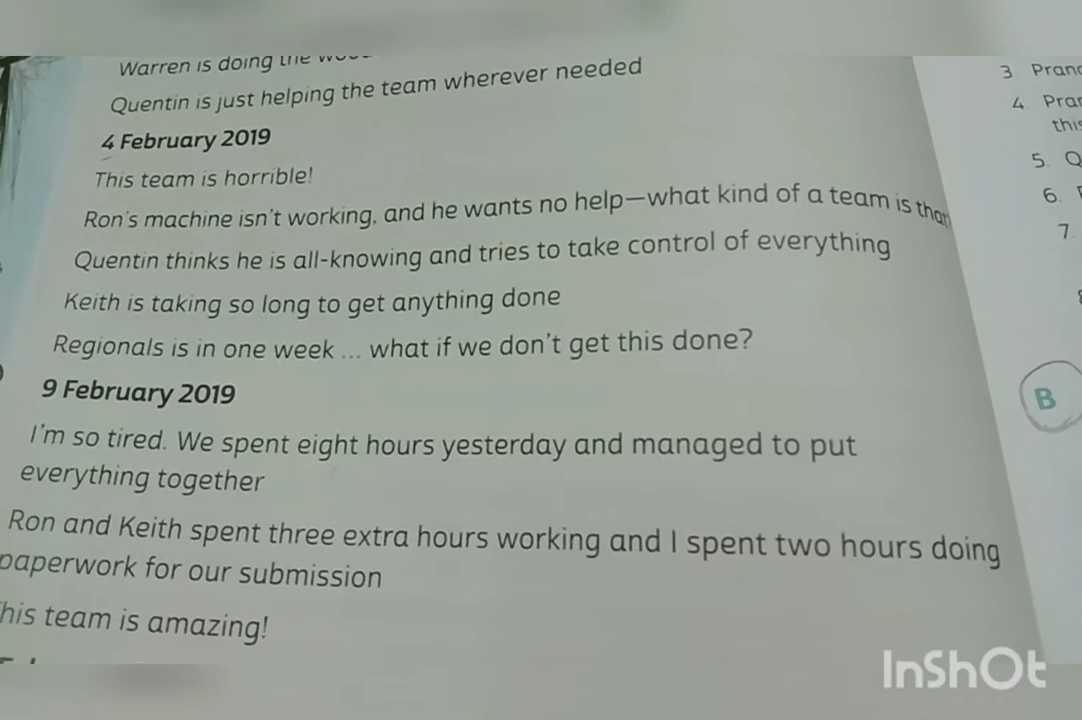 Warren is doing the
Quentin is just helping the team wherever needed
4 February 2019
This team is horrible!
Ron's machine isn't working, and he wants no help—what kind of a team is
Quentin thinks he is all-knowing and tries to take control of everything
Keith is taking so long to get anything done
Regionals is in one week ... what if we don't get this done?
9 February 2019
I'm so tired. We spent eight hours yesterday and managed to put
everything together
Ron and Keith spent three extra hours working and I spent two hours doing
paperwork for our submission
his team is amazing!
3 Pran
4. Pra
this
5. Q
6.
7.
B
InShOt